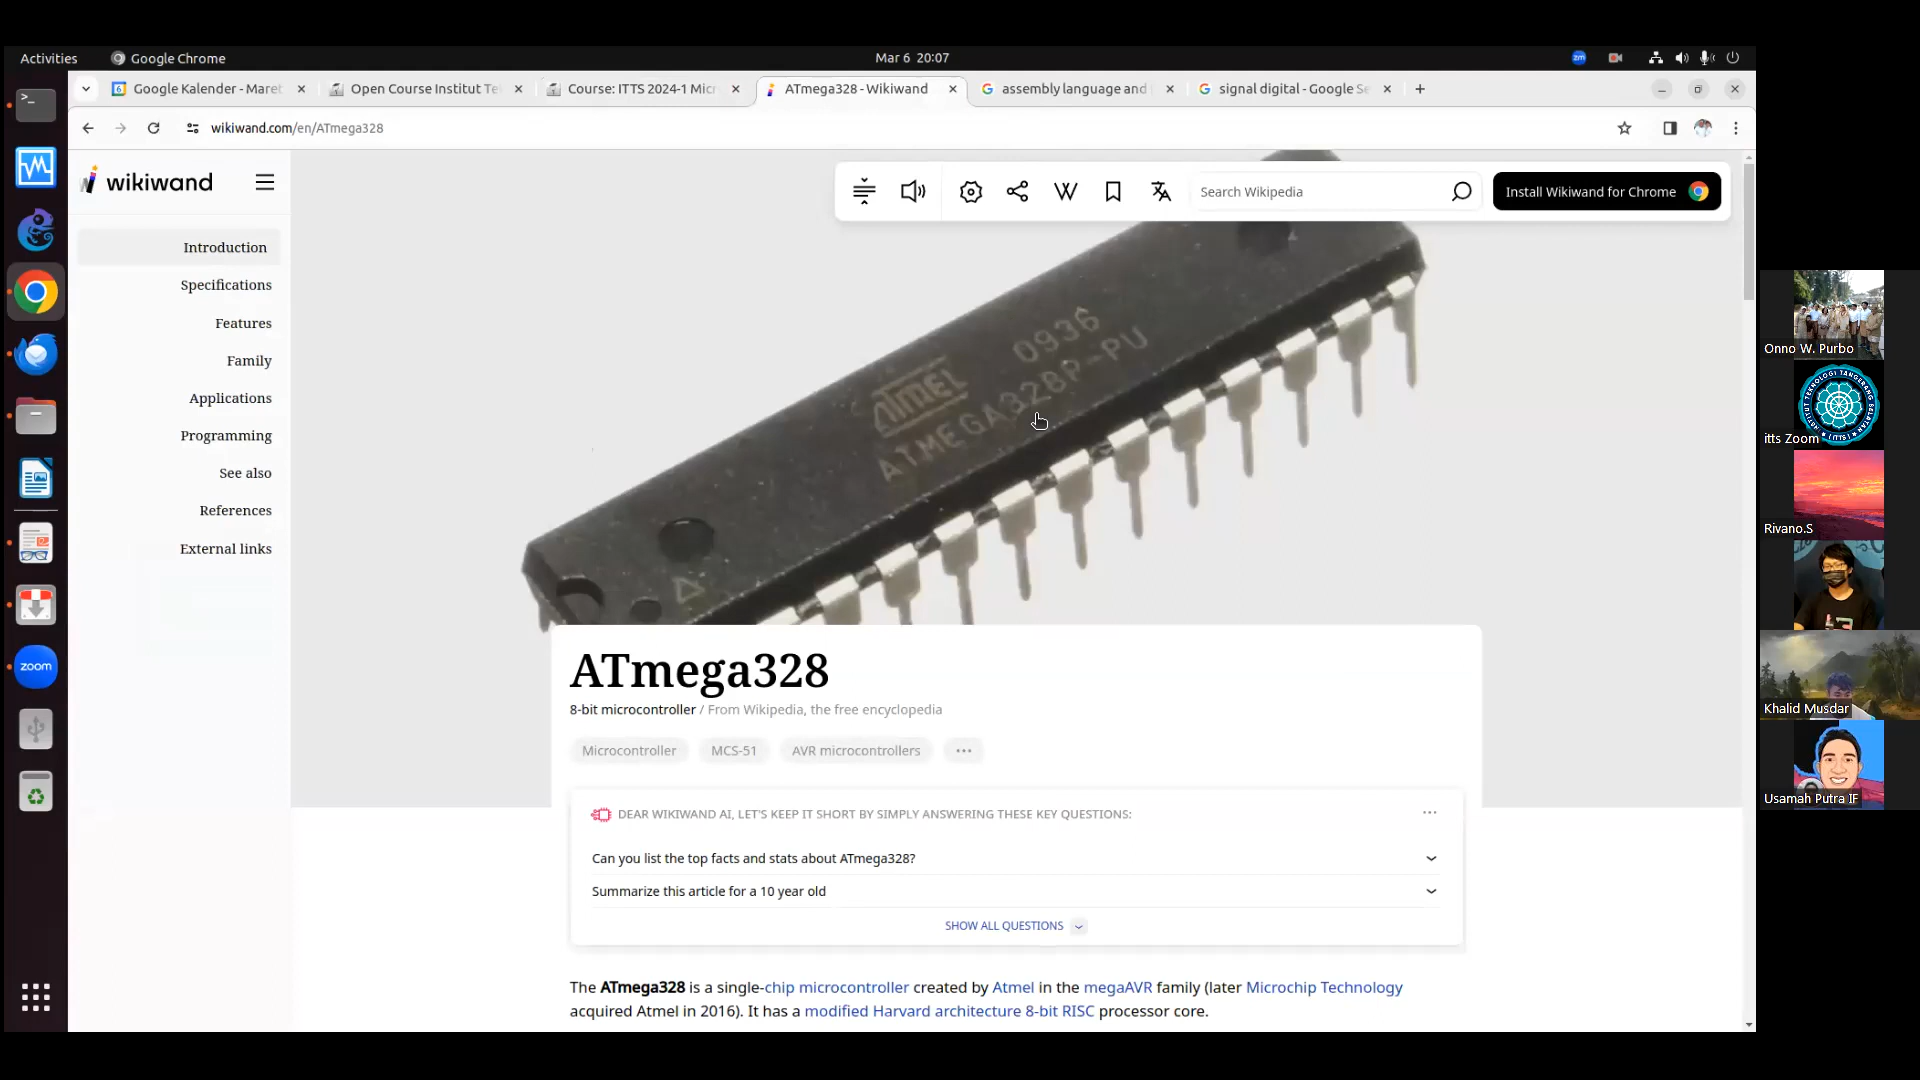 Activities
Google Chrome
Mar 6 20:07
zm
Google Kalender - Maret
Open Course Institut Te
Course: ITTS 2024-1 Micr
ATmega328 - Wikiwand
assembly language and
signal digital - Google Se
wikiwand.com/en/ATmega328
wikiwand
Search Wikipedia
Install Wikiwand for Chrome
Introduction
Specifications
Features
Family
Applications
Programming
See also
References
External links
ATMEL
0936
ATMEGA328P-PU
ATmega328
8-bit microcontroller / From Wikipedia, the free encyclopedia
Microcontroller
MCS-51
AVR microcontrollers
DEAR WIKIWAND AI, LET'S KEEP IT SHORT BY SIMPLY ANSWERING THESE KEY QUESTIONS:
Can you list the top facts and stats about ATmega328?
Summarize this article for a 10 year old
SHOW ALL QUESTIONS
The ATmega328 is a single-chip microcontroller created by Atmel in the megaAVR family (later Microchip Technology
acquired Atmel in 2016). It has a modified Harvard architecture 8-bit RISC processor core.
zoom
Onno W. Purbo
INSTITUT TEKNOLOGI TANGERANG SELATAN
(ITTS)
itts Zoom
Rivano.S
Khalid Musdar
Usamah Putra IF